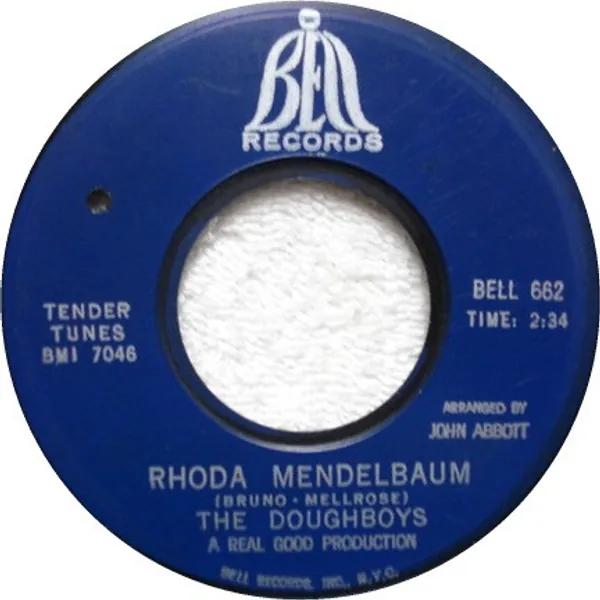 BELL
RECORDS
TENDER
TUNES
BMI 7046
BELL 662
TIME: 2:34
ARRANGED BY
JOHN ABBOTT
RHODA MENDELBAUM
(BRUNO - MELLROSE)
THE DOUGHBOYS
A REAL GOOD PRODUCTION
BELL RECORDS, INC., N.Y.C.